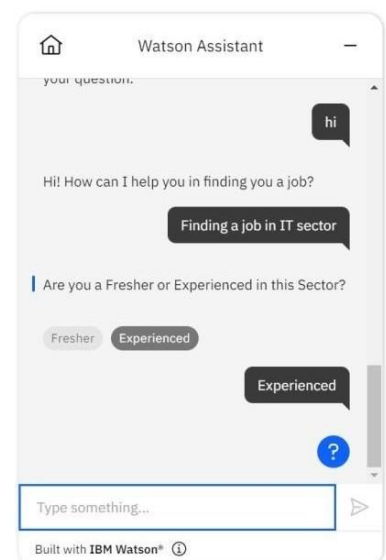 Watson Assistant
your question.
hi
Hi! How can I help you in finding you a job?
Finding a job in IT sector
Are you a Fresher or Experienced in this Sector?
Fresher Experienced
Experienced
?
Type something...
Built with IBM Watson® ⓘ